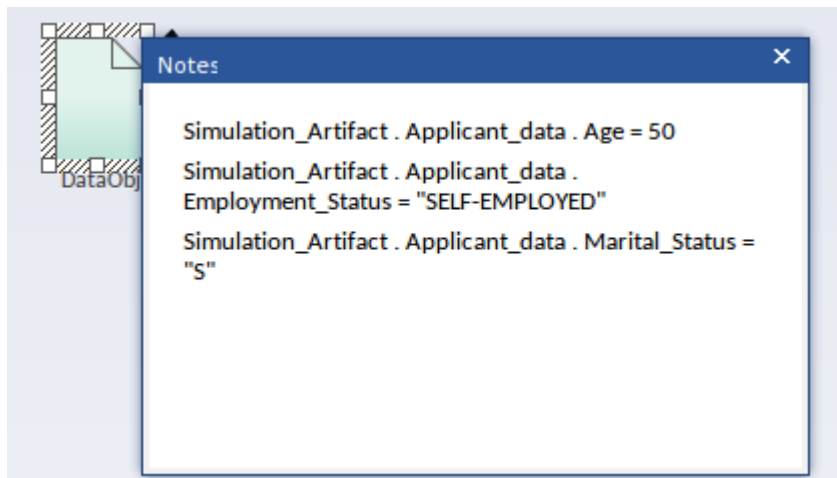 Notes
Simulation_Artifact . Applicant_data . Age = 50
Simulation_Artifact . Applicant_data .
Employment_Status = "SELF-EMPLOYED"
Simulation_Artifact . Applicant_data . Marital_Status =
"S"
DataObj